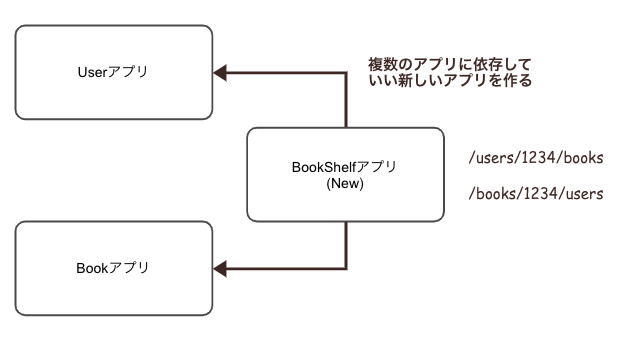 Userアプリ
複数のアプリに依存して
いい新しいアプリを作る
BookShelfアプリ
(New)
/users/1234/books
/books/1234/users
Bookアプリ